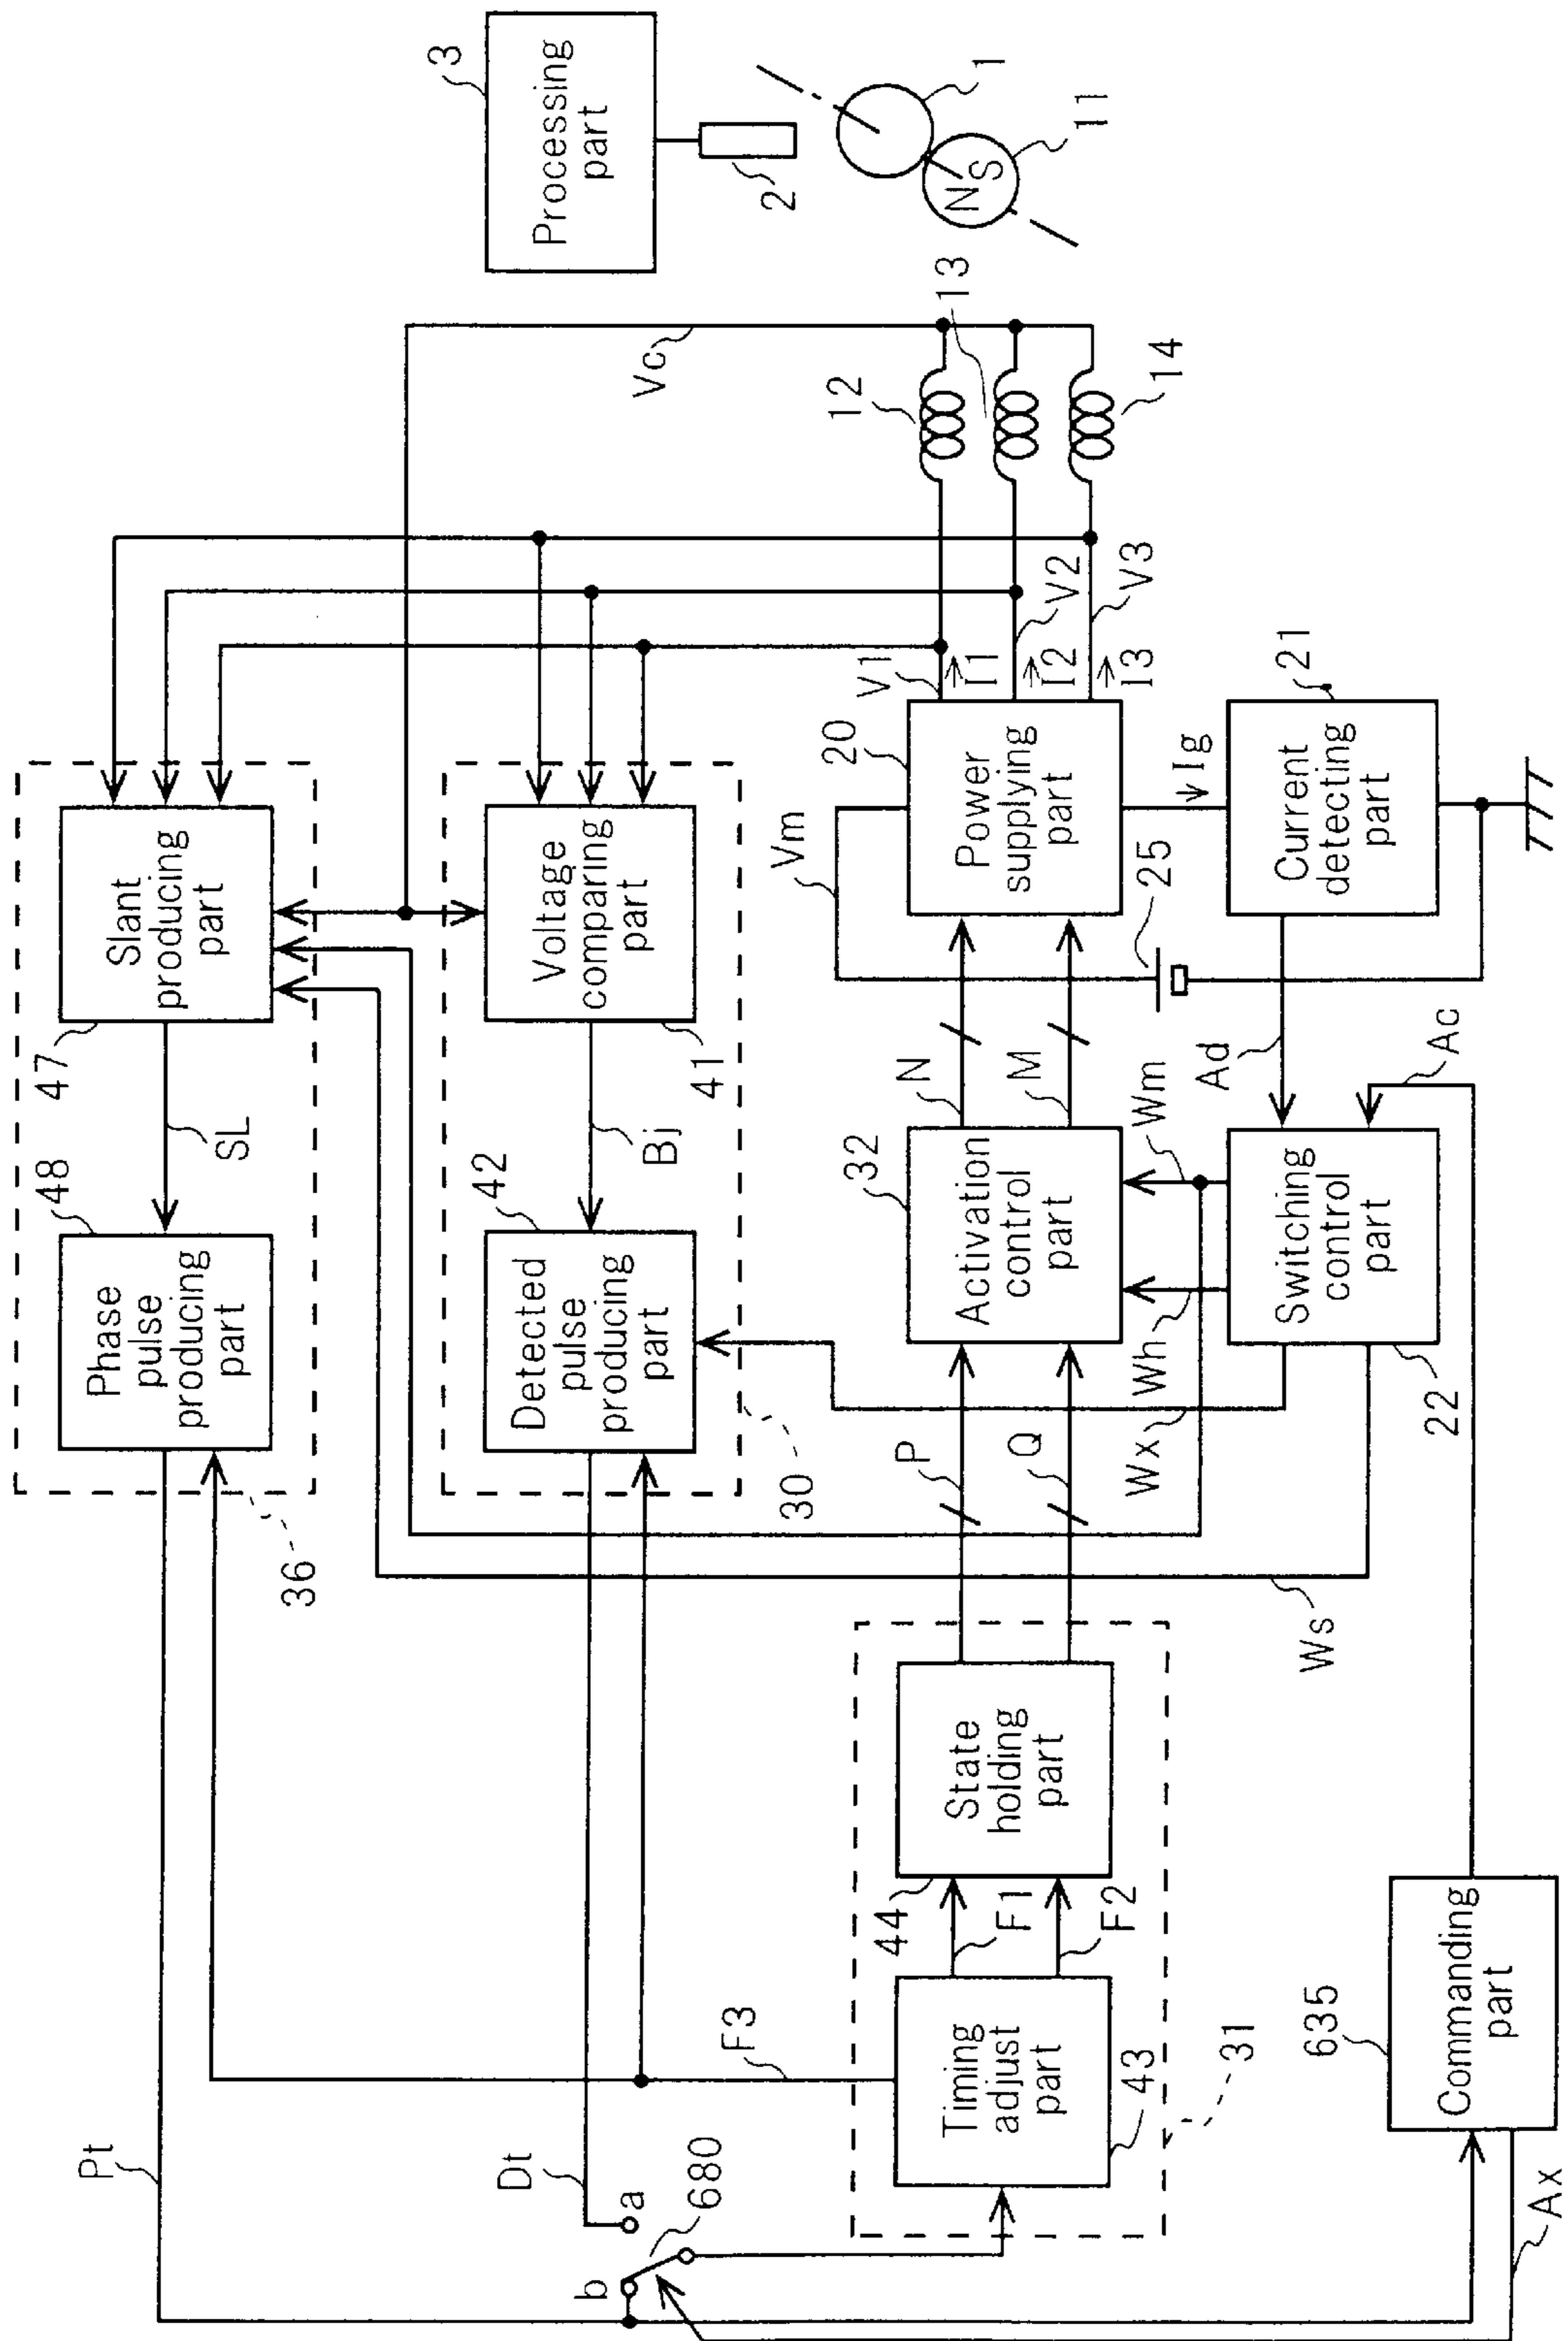 Pt
Phase
pulse
producing
part
48
SL
47
Slant
producing
part
36
Dt
a
b
680
F3
Detected
pulse
producing
part
42
Bj
41
Voltage
comparing
part
30
Vc
3
Processing
part
2
1
11
N
S
12
13
14
Timing
adjust
part
43
44
F1
F2
State
holding
part
31
P
Q
Activation
control
part
32
N
M
Vm
20
Power
supplying
part
V1
V2
V3
I1
I2
I3
Ig
25
Ws
Wx
Wh
Wm
Switching
control
part
22
Ad
Ac
Current
detecting
part
21
635
Commanding
part
Ax